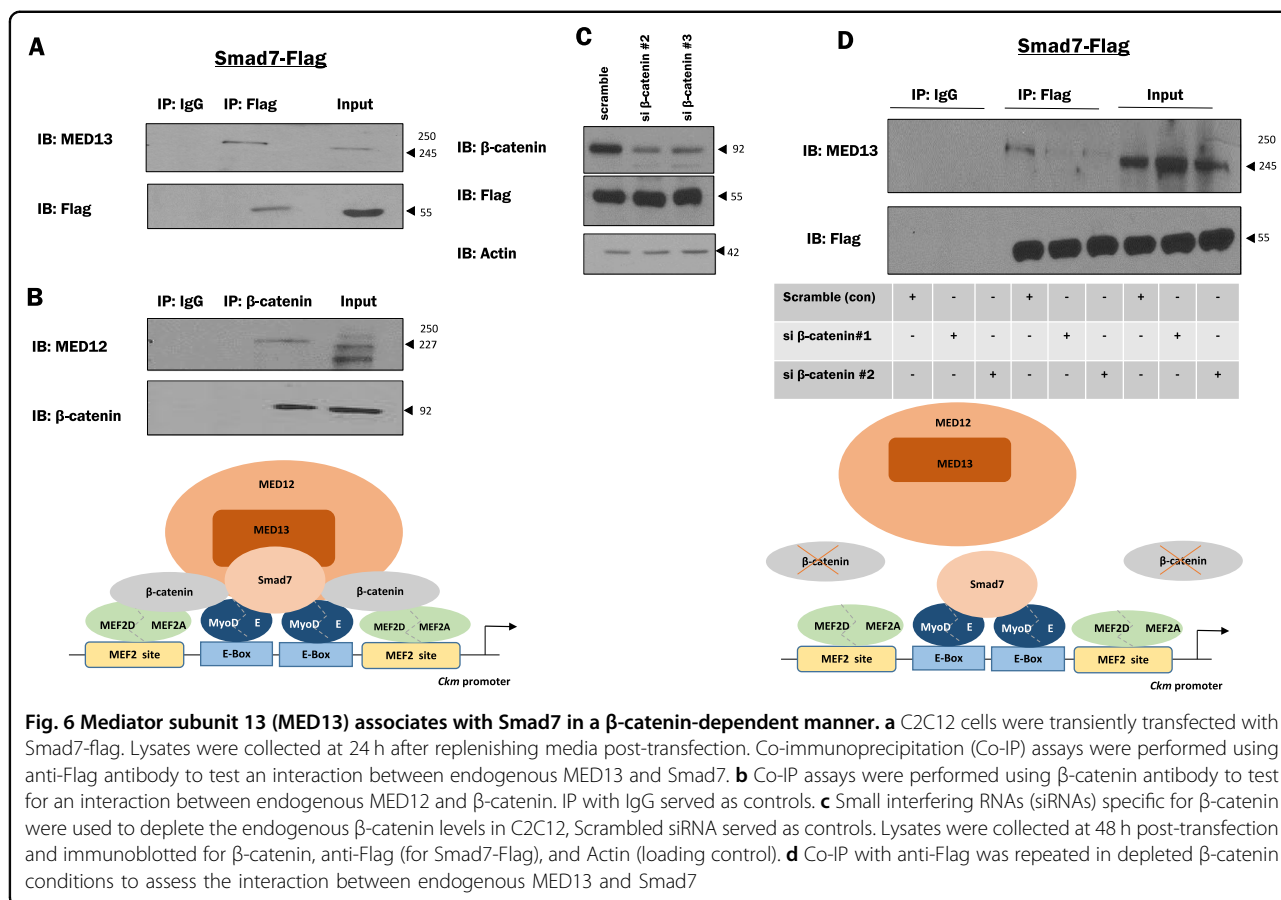 A
Smad7-Flag
IP: IgG IP: Flag Input
IB: MED13
250
245
IB: Flag
55
B
IP: IgG IP: β-catenin Input
IB: MED12
250
227
IB: β-catenin
92
MED12
MED13
Smad7
β-catenin β-catenin
MEF2D MEF2A MyoD E MyoD E MEF2D MEF2A
MEF2 site E-Box E-Box MEF2 site
Ckm promoter
C
scramble
si β-catenin #2
si β-catenin #3
IB: β-catenin
92
IB: Flag
55
IB: Actin
42
D
Smad7-Flag
IP: IgG IP: Flag Input
IB: MED13
250
245
IB: Flag
55
Scramble (con) + - - + - - + - -
si β-catenin#1 - + - - + - - + -
si β-catenin #2 - - + - - + - - +
MED12
MED13
β-catenin β-catenin
Smad7
MEF2D MEF2A MyoD E MyoD E MEF2D MEF2A
MEF2 site E-Box E-Box MEF2 site
Ckm promoter
Fig. 6 Mediator subunit 13 (MED13) associates with Smad7 in a β-catenin-dependent manner. a C2C12 cells were transiently transfected with
Smad7-flag. Lysates were collected at 24 h after replenishing media post-transfection. Co-immunoprecipitation (Co-IP) assays were performed using
anti-Flag antibody to test an interaction between endogenous MED13 and Smad7. b Co-IP assays were performed using β-catenin antibody to test
for an interaction between endogenous MED12 and β-catenin. IP with IgG served as controls. c Small interfering RNAs (siRNAs) specific for β-catenin
were used to deplete the endogenous β-catenin levels in C2C12, Scrambled siRNA served as controls. Lysates were collected at 48 h post-transfection
and immunoblotted for β-catenin, anti-Flag (for Smad7-Flag), and Actin (loading control). d Co-IP with anti-Flag was repeated in depleted β-catenin
conditions to assess the interaction between endogenous MED13 and Smad7